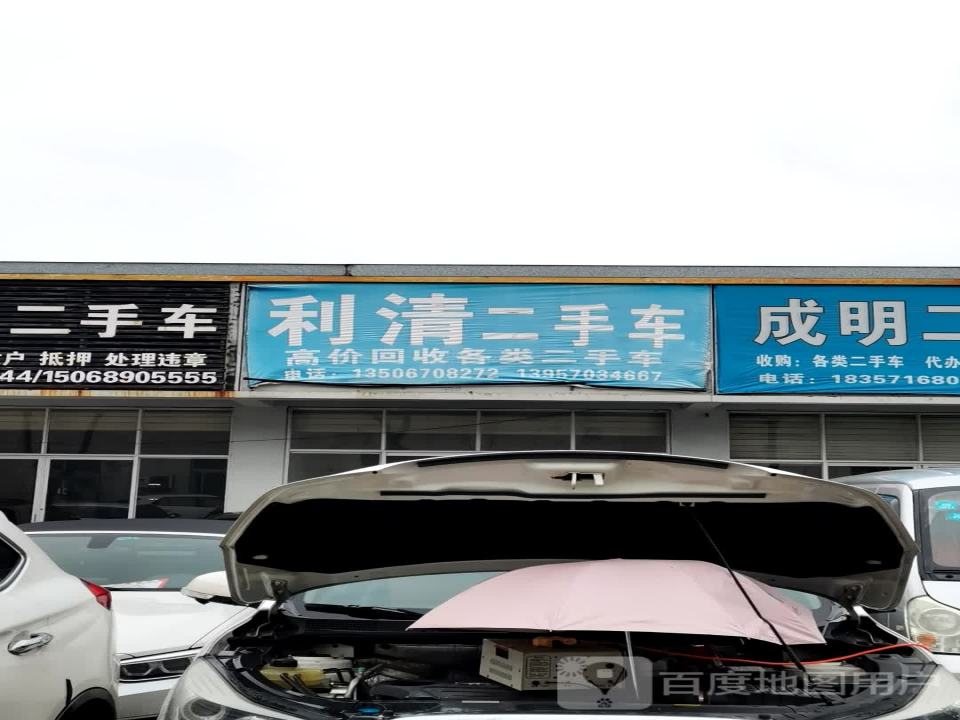 二手车
户 抵押 处理违章
44/15068905555
利清二手车
高价回收各类二手车
电话：13506708272 13957034667
成明二
收购：各类二手车 代办
电话：183571680
百度地图用户